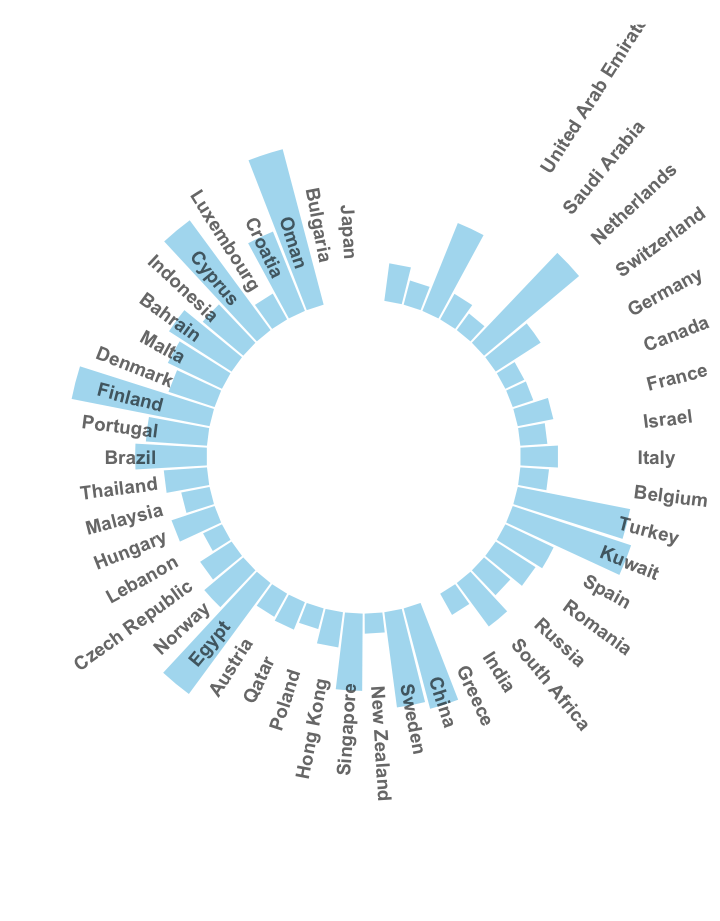 United Arab Emirate
Saudi Arabia
Netherlands
Switzerland
Germany
Canada
France
Israel
Italy
Belgium
Turkey
Kuwait
Spain
Romania
Russia
South Africa
India
Greece
China
Sweden
New Zealand
Singapore
Hong Kong
Poland
Qatar
Austria
Egypt
Norway
Czech Republic
Lebanon
Hungary
Malaysia
Thailand
Brazil
Portugal
Finland
Denmark
Malta
Bahrain
Indonesia
Cyprus
Luxembourg
Croatia
Oman
Bulgaria
Japan